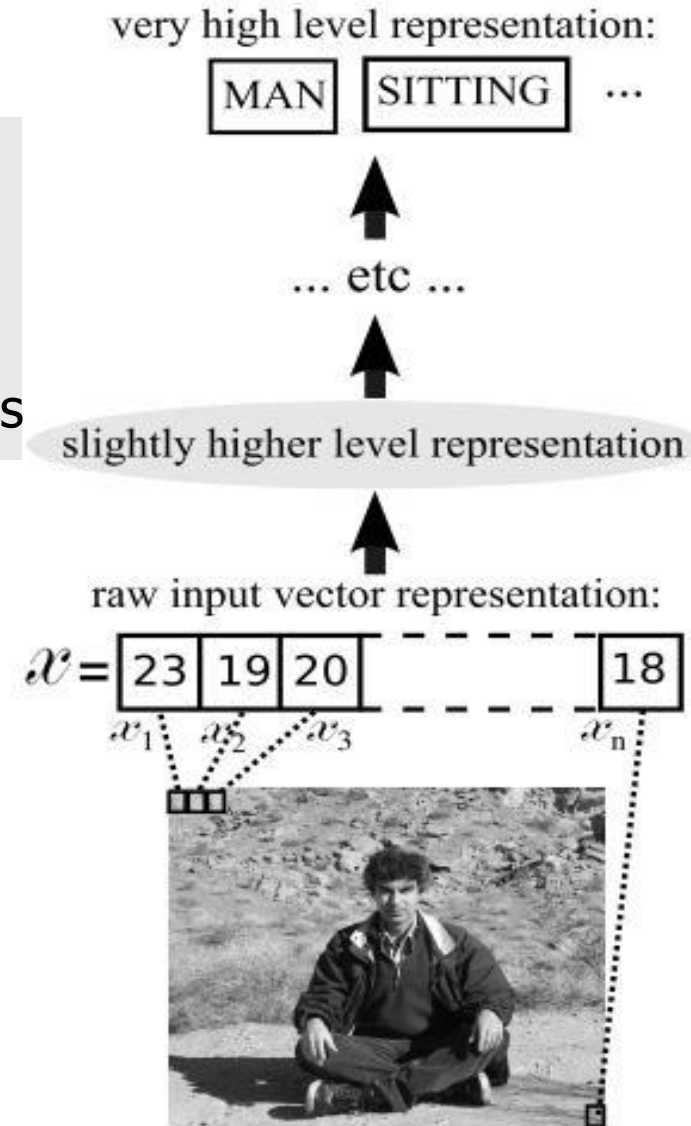 very high level representation:
MAN SITTING ...
... etc ...
s
slightly higher level representation
raw input vector representation:
x = 23 19 20 18
x1 x2 x3 xn